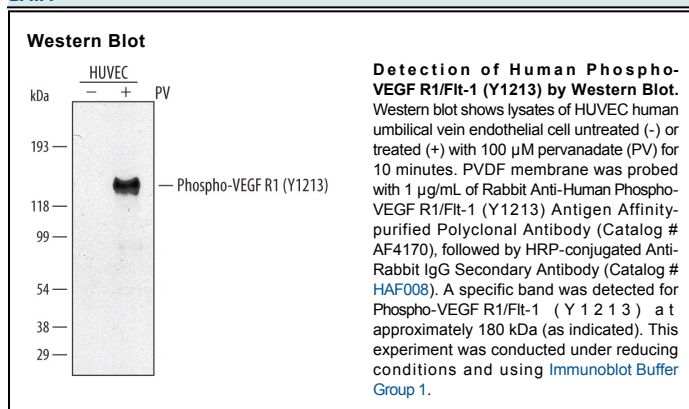 Western Blot
HUVEC
kDa − + PV
193
Phospho-VEGF R1 (Y1213)
118
99
54
38
29
Detection of Human Phospho-
VEGF R1/Flt-1 (Y1213) by Western Blot.
Western blot shows lysates of HUVEC human
umbilical vein endothelial cell untreated (-) or
treated (+) with 100 µM pervanadate (PV) for
10 minutes. PVDF membrane was probed
with 1 µg/mL of Rabbit Anti-Human Phospho-
VEGF R1/Flt-1 (Y1213) Antigen Affinity-
purified Polyclonal Antibody (Catalog #
AF4170), followed by HRP-conjugated Anti-
Rabbit IgG Secondary Antibody (Catalog #
HAF008). A specific band was detected for
Phospho-VEGF R1/Flt-1 (Y1213) at
approximately 180 kDa (as indicated). This
experiment was conducted under reducing
conditions and using Immunoblot Buffer
Group 1.